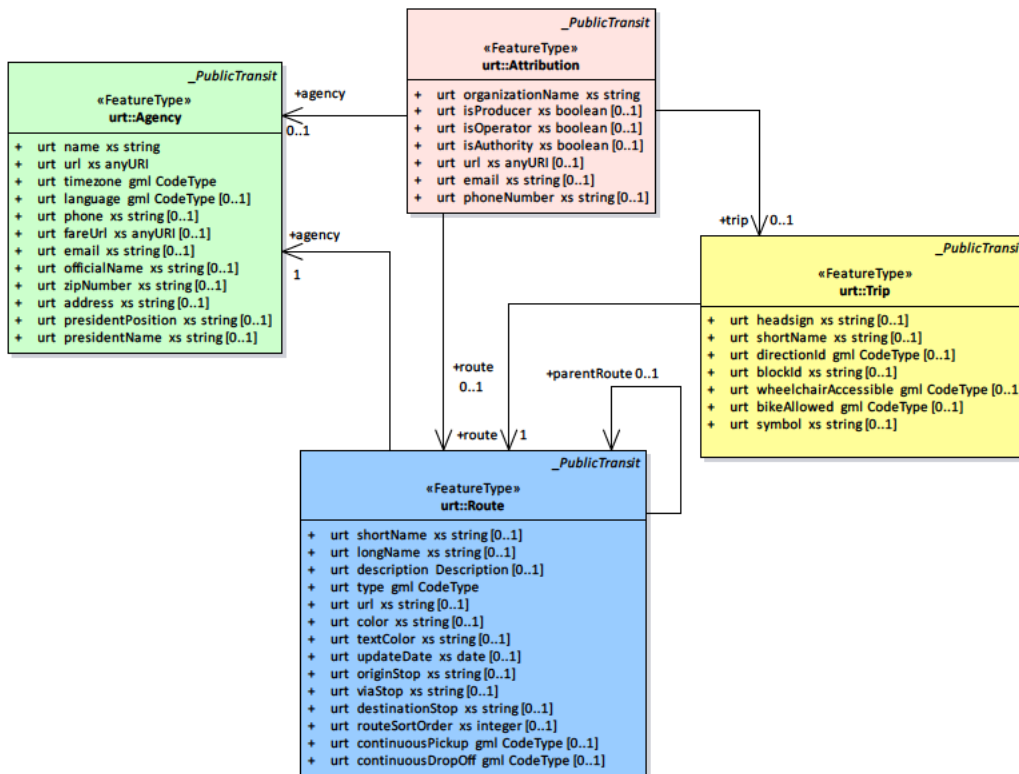 _PublicTransit
«FeatureType»
urt::Attribution
+ urt organizationName xs string
+ urt isProducer xs boolean [0..1]
+ urt isOperator xs boolean [0..1]
+ urt isAuthority xs boolean [0..1]
+ urt url xs anyURI [0..1]
+ urt email xs string [0..1]
+ urt phoneNumber xs string [0..1]
_PublicTransit
«FeatureType»
urt::Agency
+ urt name xs string
+ urt url xs anyURI
+ urt timezone gml CodeType
+ urt language gml CodeType [0..1]
+ urt phone xs string [0..1]
+ urt fareUrl xs anyURI [0..1]
+ urt email xs string [0..1]
+ urt officialName xs string [0..1]
+ urt zipNumber xs string [0..1]
+ urt address xs string [0..1]
+ urt presidentPosition xs string [0..1]
+ urt presidentName xs string [0..1]
+agency
0..1
+agency
1
+trip 0..1
_PublicTransit
«FeatureType»
urt::Trip
+ urt headsign xs string [0..1]
+ urt shortName xs string [0..1]
+ urt directionId gml CodeType [0..1]
+ urt blockId xs string [0..1]
+ urt wheelchairAccessible gml CodeType [0..1]
+ urt bikeAllowed gml CodeType [0..1]
+ urt symbol xs string [0..1]
+route
0..1
+parentRoute 0..1
+route 1
_PublicTransit
«FeatureType»
urt::Route
+ urt shortName xs string [0..1]
+ urt longName xs string [0..1]
+ urt description Description [0..1]
+ urt type gml CodeType
+ urt url xs string [0..1]
+ urt color xs string [0..1]
+ urt textColor xs string [0..1]
+ urt updateDate xs date [0..1]
+ urt originStop xs string [0..1]
+ urt viaStop xs string [0..1]
+ urt destinationStop xs string [0..1]
+ urt routeSortOrder xs integer [0..1]
+ urt continuousPickup gml CodeType [0..1]
+ urt continuousDropOff gml CodeType [0..1]